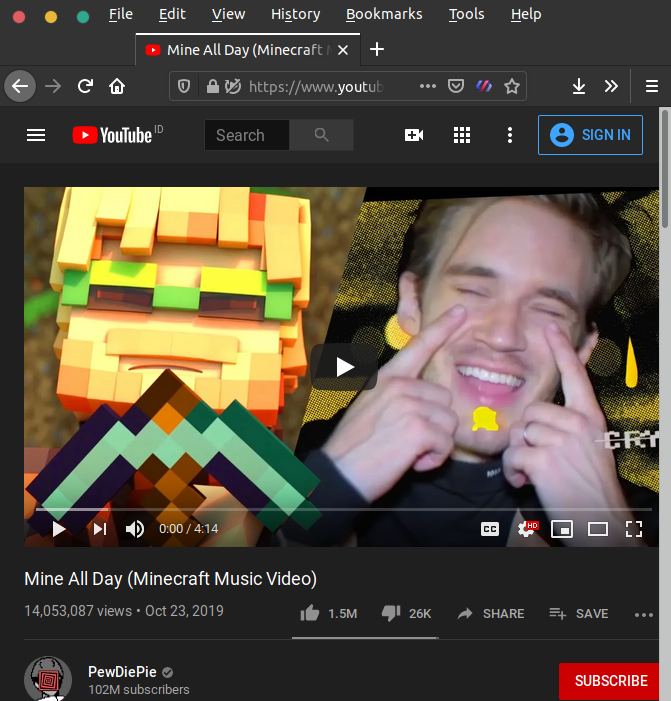 File Edit View History Bookmarks Tools Help
Mine All Day (Minecraft
https://www.youtub
YouTube ID
Search
SIGN IN
CRY
0:00 / 4:14
CC
HD
Mine All Day (Minecraft Music Video)
14,053,087 views • Oct 23, 2019
1.5M
26K
SHARE
SAVE
PewDiePie
102M subscribers
SUBSCRIBE